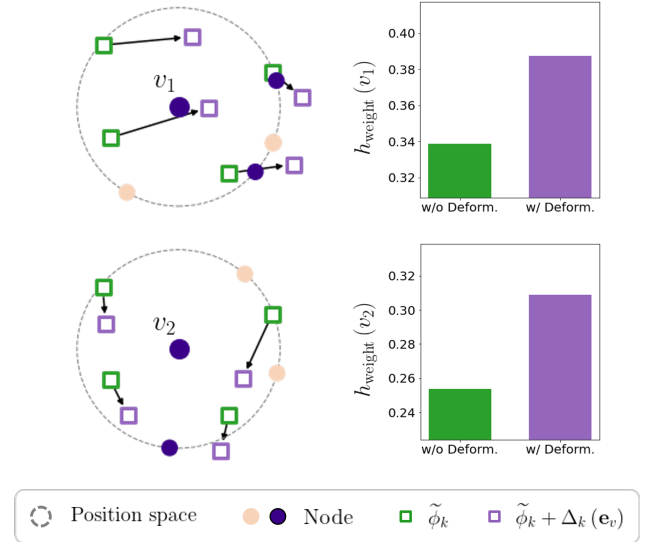 v₁
h_weight (v₁)
0.40
0.38
0.36
0.34
0.32
w/o Deform.
w/ Deform.
v₂
h_weight (v₂)
0.32
0.30
0.28
0.26
0.24
w/o Deform.
w/ Deform.
Position space
Node
ϕ̃ₖ
ϕ̃ₖ + Δₖ (𝐞ᵥ)